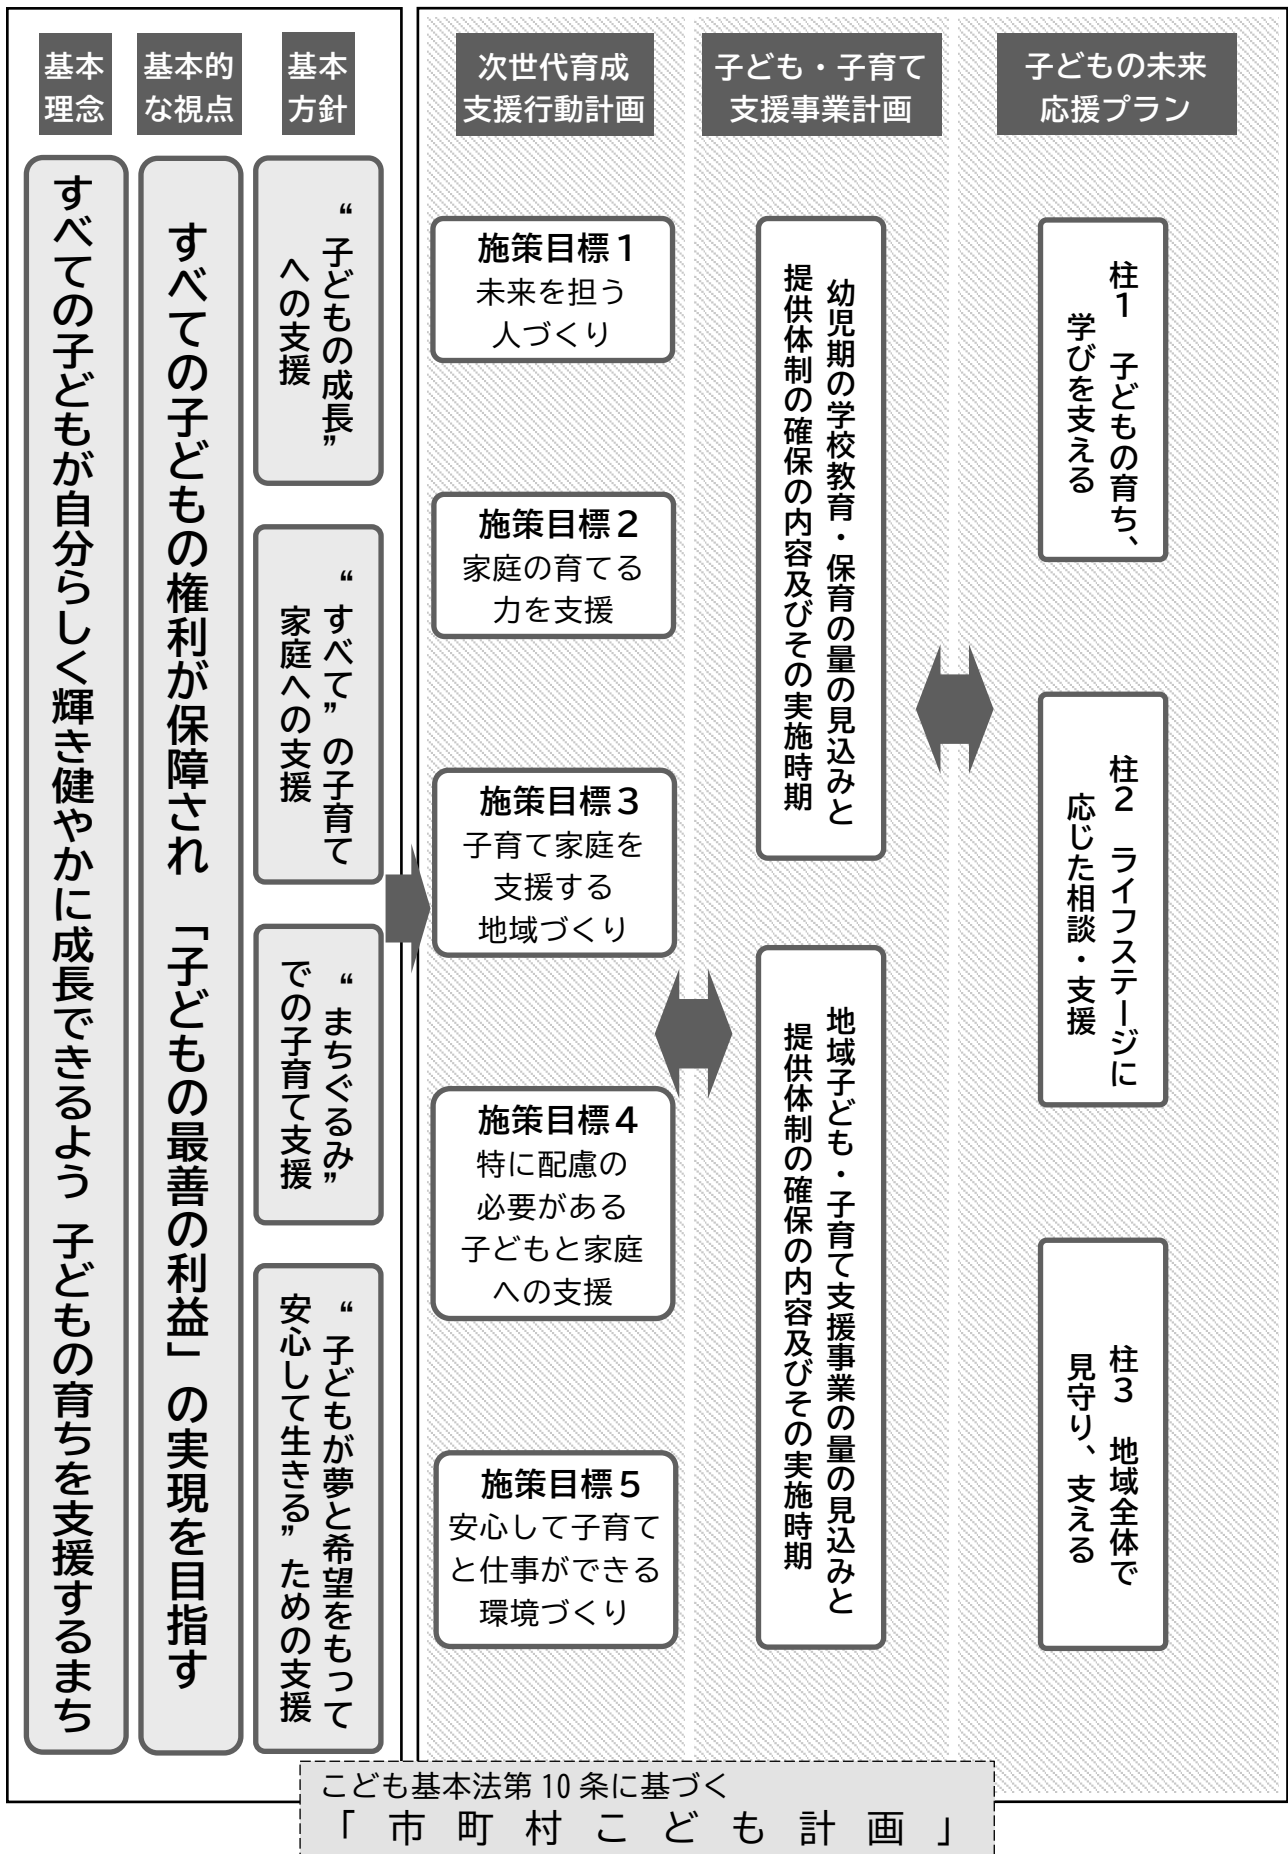 基本
理念
すべての子どもが自分らしく輝き健やかに成長できるよう 子どもの育ちを支援するまち
基本的
な視点
すべての子どもの権利が保障され 「子どもの最善の利益」の実現を目指す
基本
方針
“子どもの成長”
への支援
“すべて”の子育て
家庭への支援
“まちぐるみ”
での子育て支援
“子どもが夢と希望をもって
安心して生きる”ための支援
次世代育成
支援行動計画
施策目標1
未来を担う
人づくり
施策目標2
家庭の育てる
力を支援
施策目標3
子育て家庭を
支援する
地域づくり
施策目標4
特に配慮の
必要がある
子どもと家庭
への支援
施策目標5
安心して子育て
と仕事ができる
環境づくり
子ども・子育て
支援事業計画
幼児期の学校教育・保育の量の見込みと
提供体制の確保の内容及びその実施時期
地域子ども・子育て支援事業の量の見込みと
提供体制の確保の内容及びその実施時期
子どもの未来
応援プラン
柱1 子どもの育ち、
学びを支える
柱2 ライフステージに
応じた相談・支援
柱3 地域全体で
見守り、支える
こども基本法第10条に基づく
「市町村こども計画」